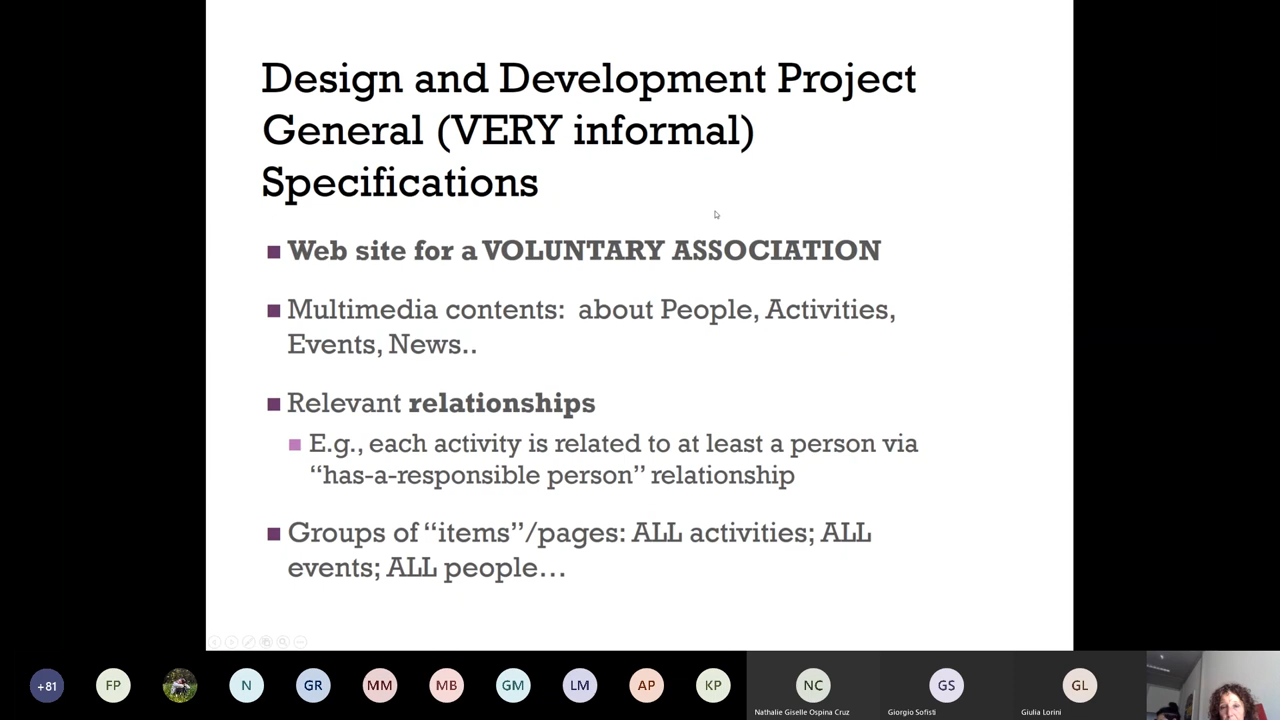 Design and Development Project
General (VERY informal)
Specifications
Web site for a VOLUNTARY ASSOCIATION
Multimedia contents:  about People, Activities,
Events, News..
Relevant relationships
E.g., each activity is related to at least a person via
“has-a-responsible person” relationship
Groups of “items”/pages: ALL activities; ALL
events; ALL people…
+81 FP N GR MM MB GM LM AP KP NC GS GL
Nathalie Giselle Ospina Cruz Giorgio Sofisti Giulia Lorini